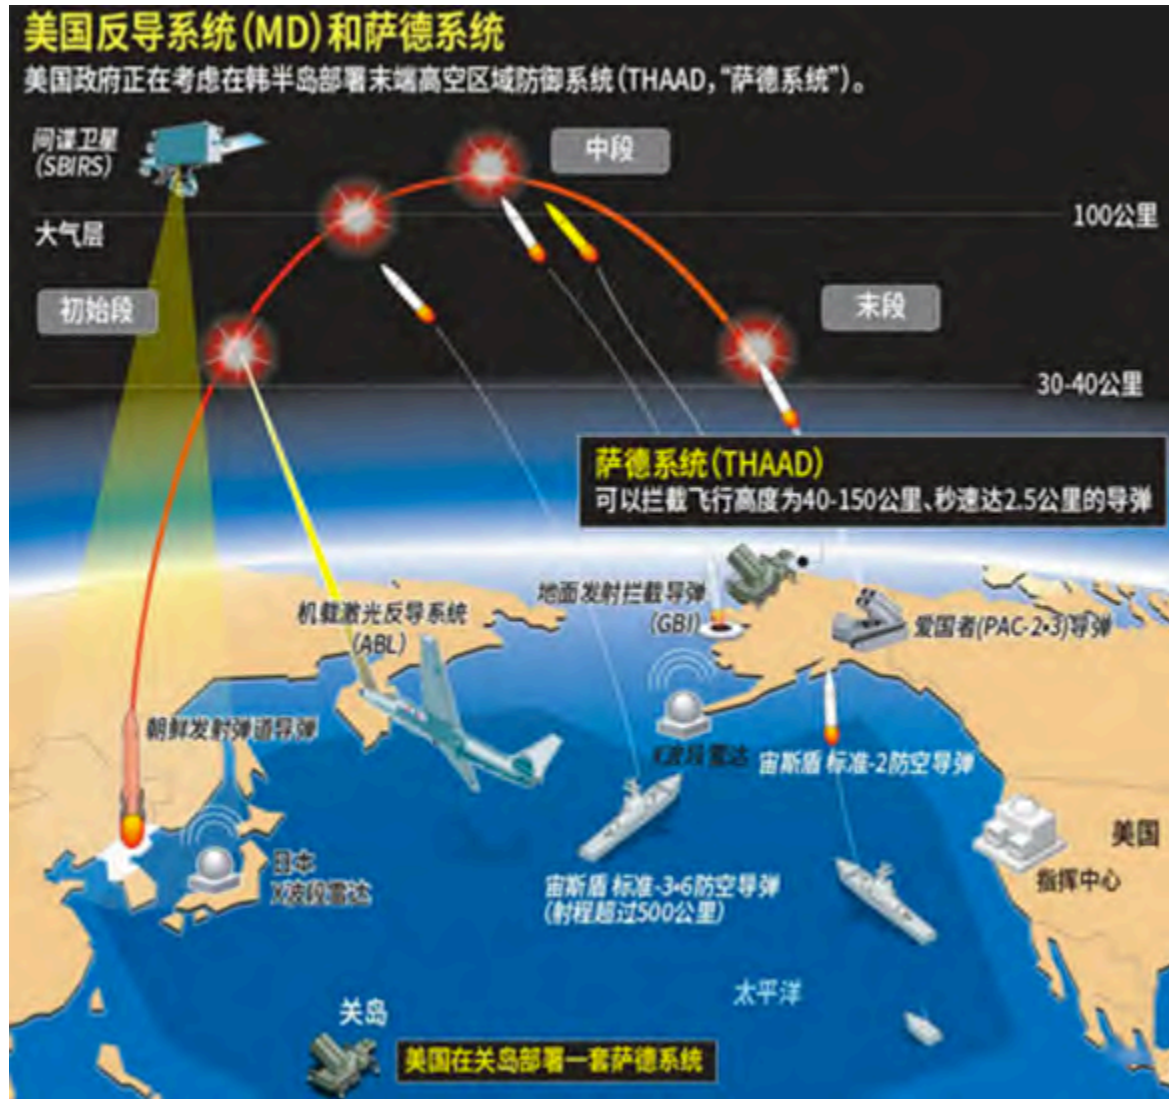 美国反导系统(MD)和萨德系统
美国政府正在考虑在韩半岛部署末端高空区域防御系统(THAAD,“萨德系统”)。
间谍卫星
(SBIRS)
中段
100公里
大气层
初始段
末段
30-40公里
萨德系统(THAAD)
可以拦截飞行高度为40-150公里、秒速达2.5公里的导弹
机载激光反导系统
(ABL)
地面发射拦截导弹
(GBI)
爱国者(PAC-2•3)导弹
朝鲜发射弹道导弹
X波段雷达
宙斯盾 标准-2防空导弹
日本
X波段雷达
宙斯盾 标准-3•6防空导弹
(射程超过500公里)
美国
指挥中心
太平洋
关岛
美国在关岛部署一套萨德系统